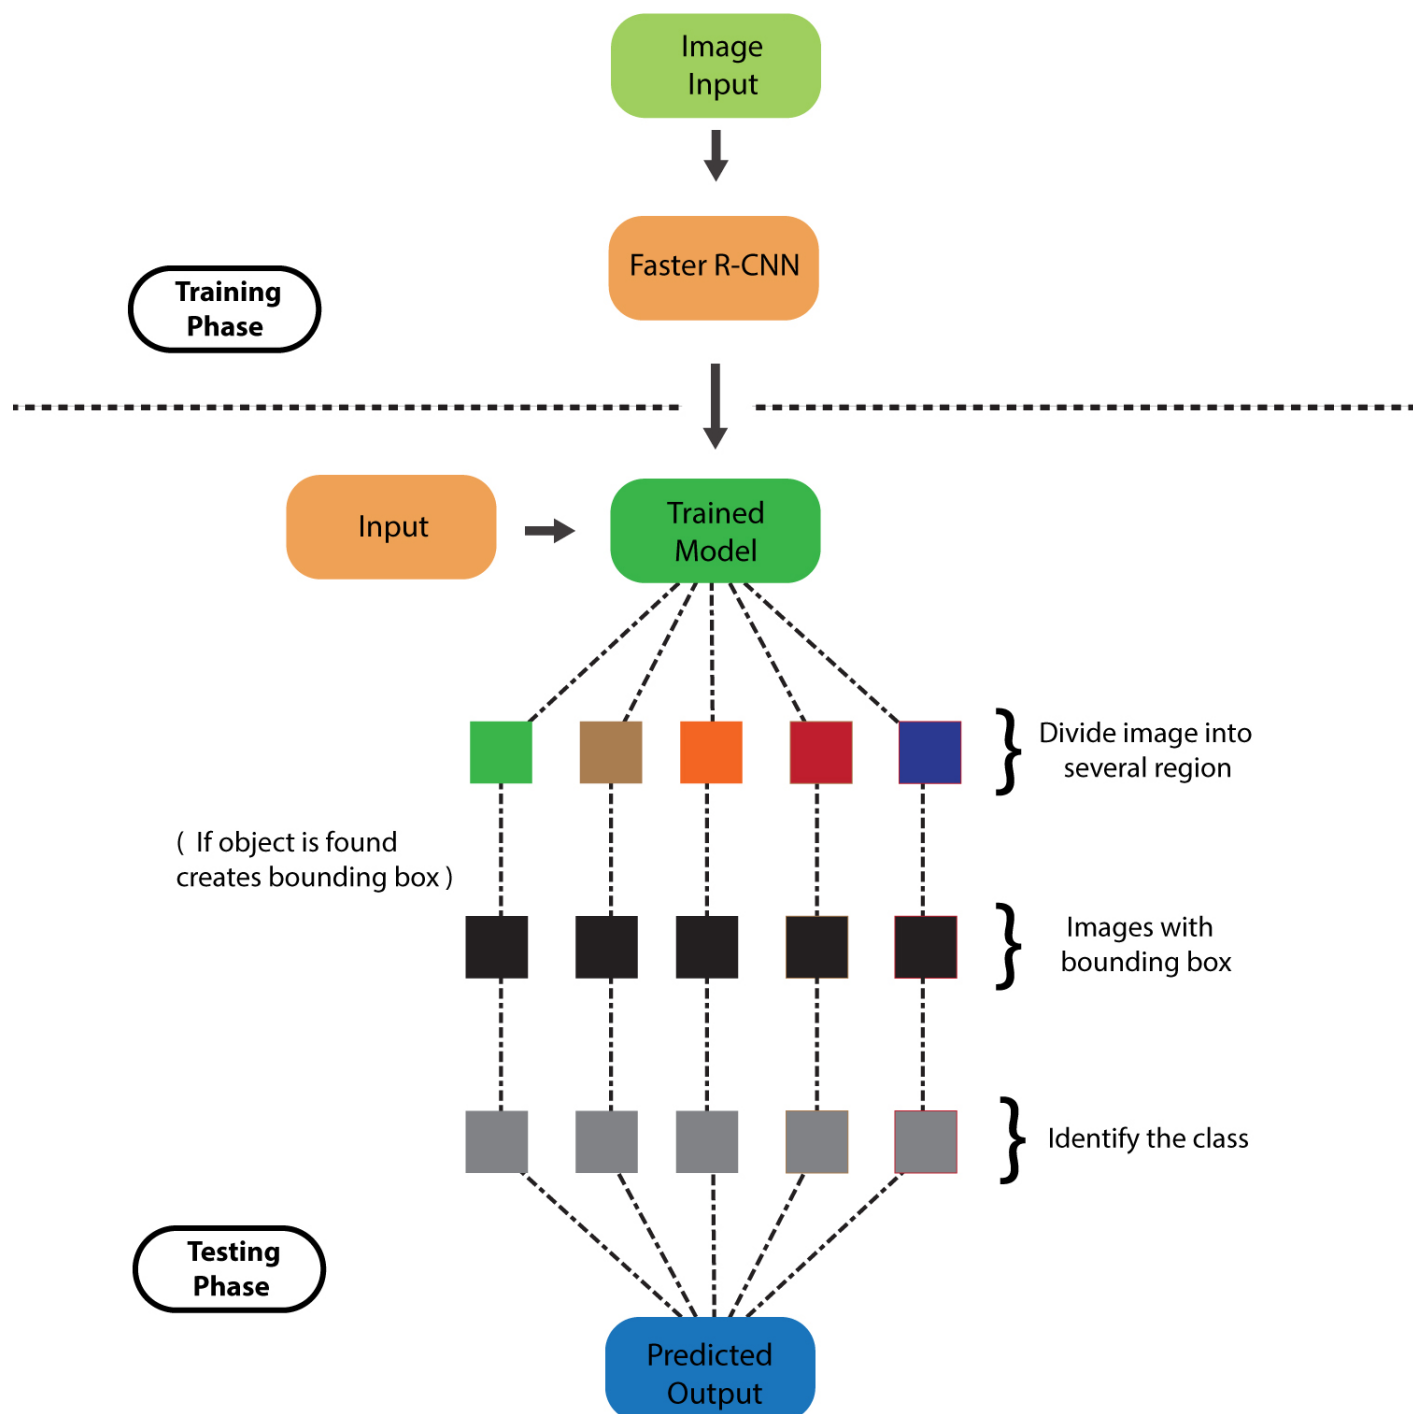 Image
Input
Faster R-CNN
Training
Phase
Input
Trained
Model
Divide image into
several region
( If object is found
creates bounding box )
Images with
bounding box
Identify the class
Testing
Phase
Predicted
Output